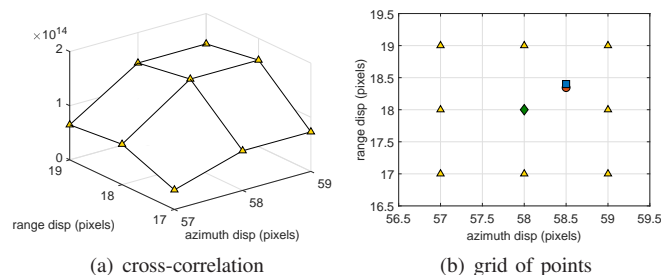 ×10¹⁴
2
1
0
19
18
17
57
58
59
range disp (pixels)
azimuth disp (pixels)
(a) cross-correlation
19.5
19
18.5
18
17.5
17
16.5
range disp (pixels)
56.5 57 57.5 58 58.5 59 59.5
azimuth disp (pixels)
(b) grid of points